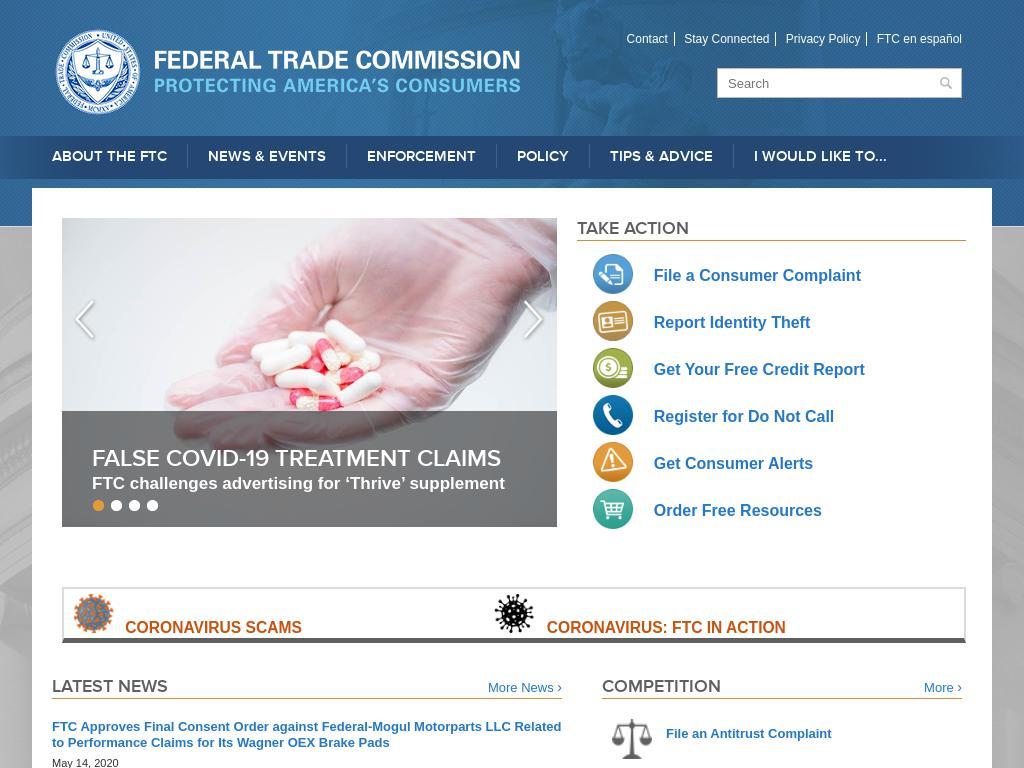 Contact
Stay Connected
Privacy Policy
FTC en español
FEDERAL TRADE COMMISSION
PROTECTING AMERICA'S CONSUMERS
Search
ABOUT THE FTC
NEWS & EVENTS
ENFORCEMENT
POLICY
TIPS & ADVICE
I WOULD LIKE TO...
FALSE COVID-19 TREATMENT CLAIMS
FTC challenges advertising for ‘Thrive’ supplement
TAKE ACTION
File a Consumer Complaint
Report Identity Theft
Get Your Free Credit Report
Register for Do Not Call
Get Consumer Alerts
Order Free Resources
CORONAVIRUS SCAMS
CORONAVIRUS: FTC IN ACTION
LATEST NEWS
More News ›
FTC Approves Final Consent Order against Federal-Mogul Motorparts LLC Related
to Performance Claims for Its Wagner OEX Brake Pads
May 14, 2020
COMPETITION
More ›
File an Antitrust Complaint